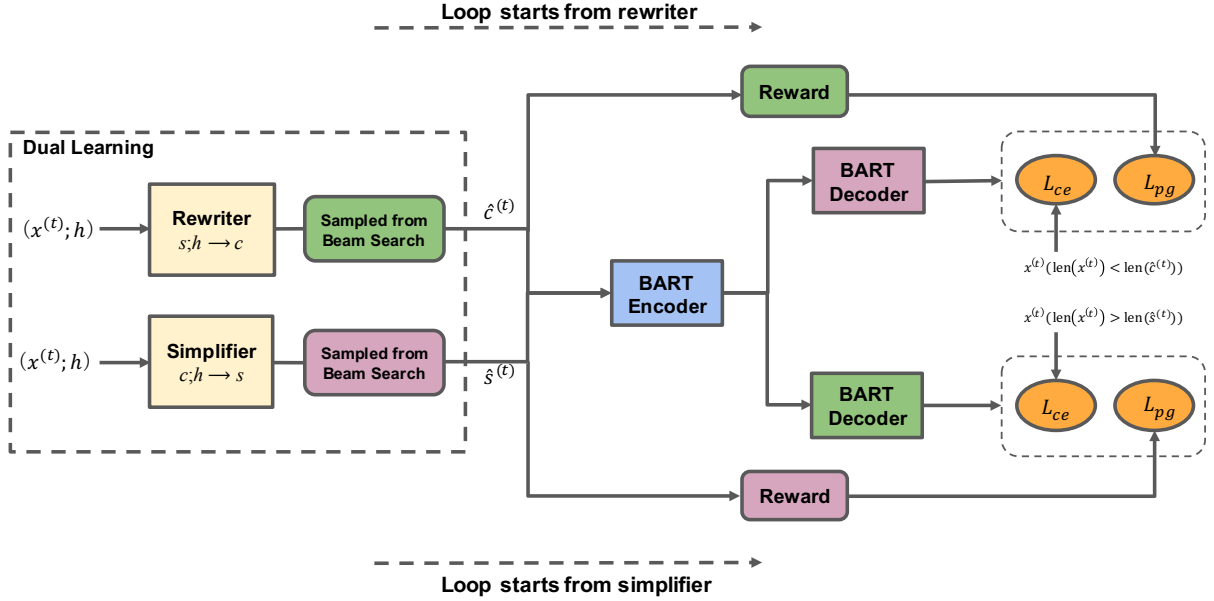 Loop starts from rewriter
Reward
Dual Learning
(x^(t); h)
Rewriter
s;h → c
Sampled from
Beam Search
ĉ^(t)
BART
Decoder
L_ce
L_pg
x^(t)(len(x^(t)) < len(ĉ^(t)))
BART
Encoder
x^(t)(len(x^(t)) > len(ŝ^(t)))
(x^(t); h)
Simplifier
c;h → s
Sampled from
Beam Search
ŝ^(t)
BART
Decoder
L_ce
L_pg
Reward
Loop starts from simplifier